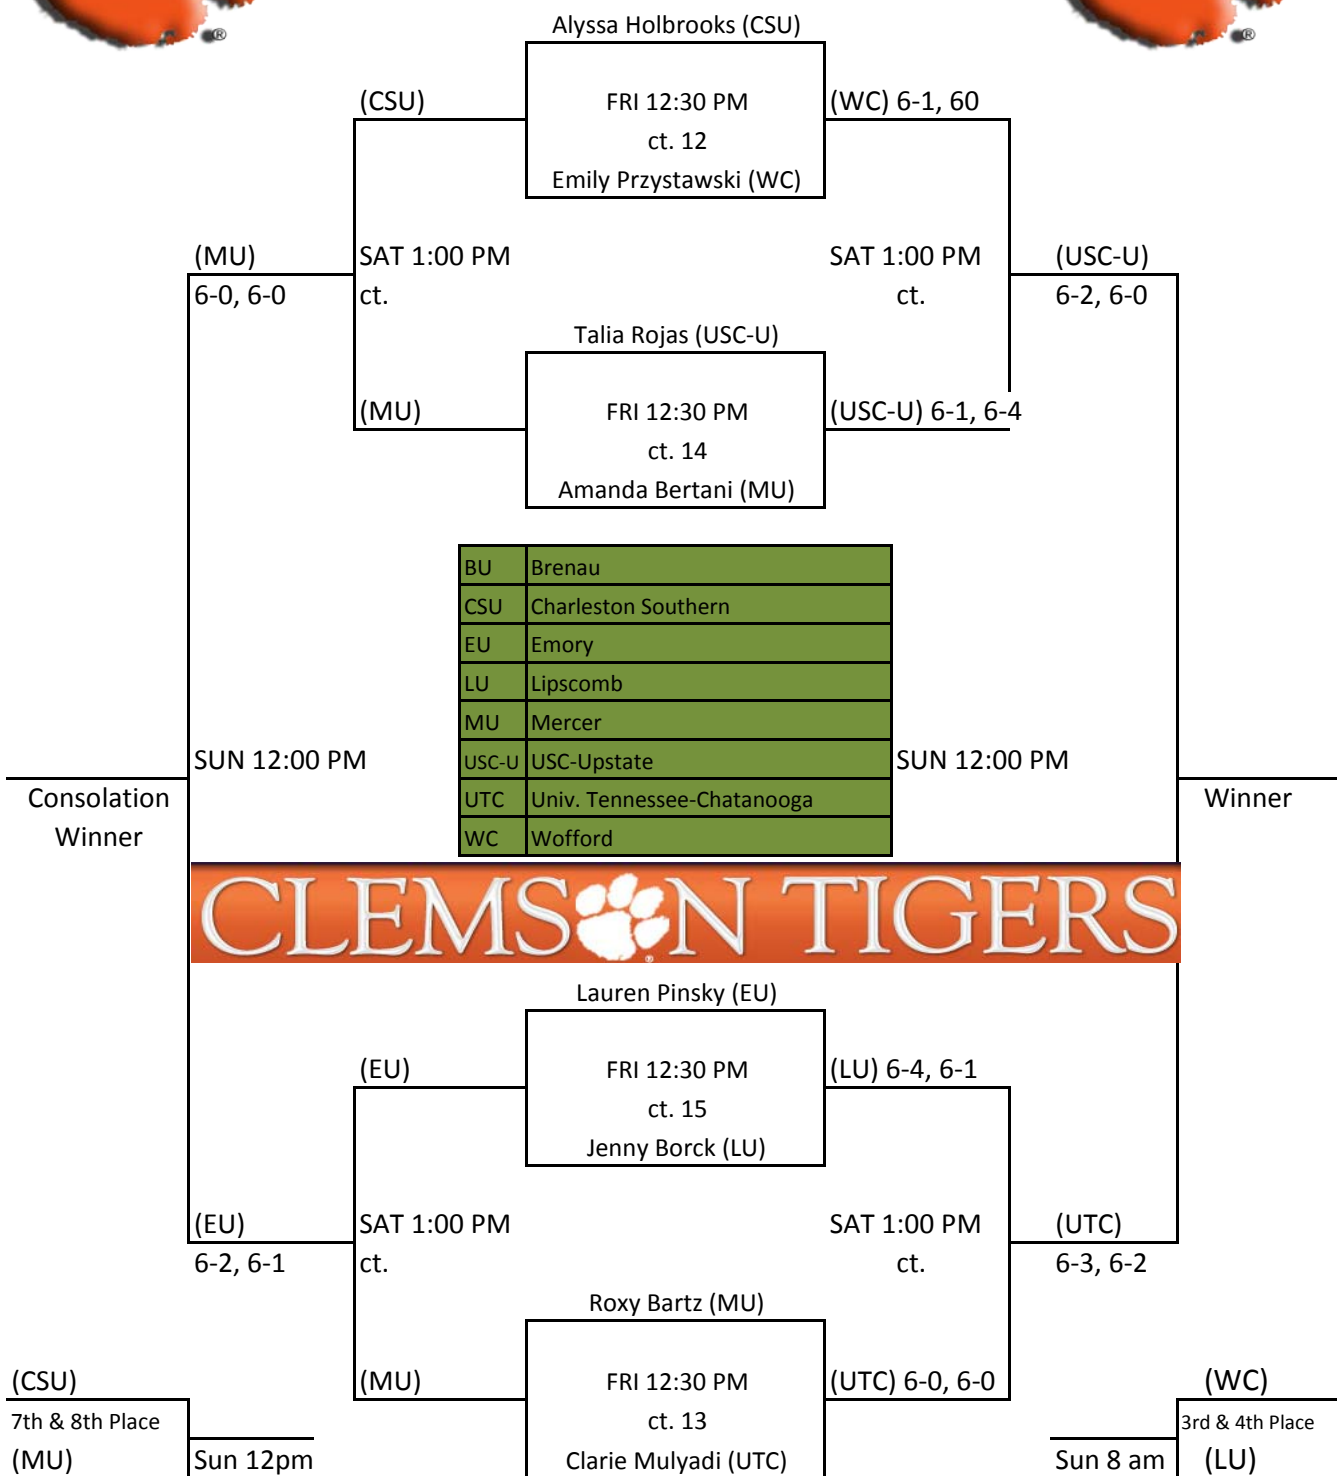 ®
®
Alyssa Holbrooks (CSU)
(CSU)
FRI 12:30 PM
(WC) 6-1, 60
ct. 12
Emily Przystawski (WC)
(MU)
SAT 1:00 PM
SAT 1:00 PM
(USC-U)
6-0, 6-0
ct.
ct.
6-2, 6-0
Talia Rojas (USC-U)
(MU)
FRI 12:30 PM
(USC-U) 6-1, 6-4
ct. 14
Amanda Bertani (MU)
BU Brenau
CSU Charleston Southern
EU Emory
LU Lipscomb
MU Mercer
USC-U USC-Upstate
UTC Univ. Tennessee-Chatanooga
WC Wofford
SUN 12:00 PM
SUN 12:00 PM
Consolation
Winner
Winner
CLEMSON TIGERS
®
Lauren Pinsky (EU)
(EU)
FRI 12:30 PM
(LU) 6-4, 6-1
ct. 15
Jenny Borck (LU)
(EU)
SAT 1:00 PM
SAT 1:00 PM
(UTC)
6-2, 6-1
ct.
ct.
6-3, 6-2
Roxy Bartz (MU)
(CSU)
(MU)
FRI 12:30 PM
(UTC) 6-0, 6-0
(WC)
7th & 8th Place
ct. 13
3rd & 4th Place
(MU)
Sun 12pm
Clarie Mulyadi (UTC)
Sun 8 am
(LU)